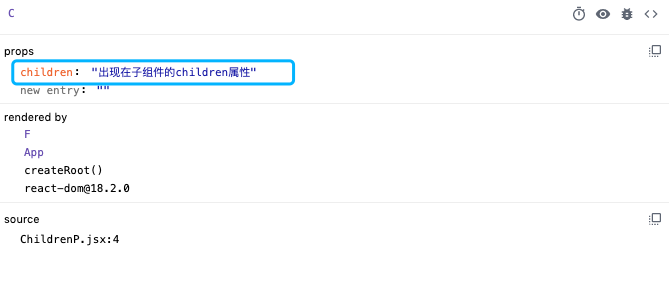 C
props
children: "出现在子组件的children属性"
new entry: ""
rendered by
F
App
createRoot()
react-dom@18.2.0
source
ChildrenP.jsx:4